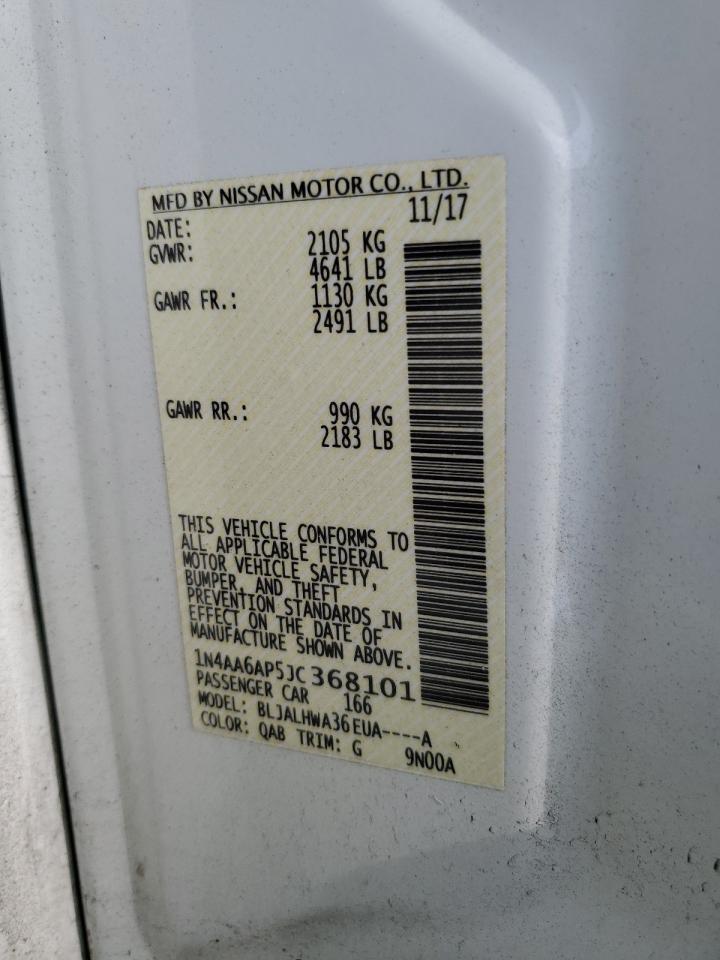 MFD BY NISSAN MOTOR CO., LTD.
DATE: 11/17
GVWR: 2105 KG
4641 LB
GAWR FR.: 1130 KG
2491 LB
GAWR RR.: 990 KG
2183 LB
THIS VEHICLE CONFORMS TO
ALL APPLICABLE FEDERAL
MOTOR VEHICLE SAFETY,
BUMPER, AND THEFT
PREVENTION STANDARDS IN
EFFECT ON THE DATE OF
MANUFACTURE SHOWN ABOVE.
1N4AA6AP5JC368101
PASSENGER CAR 166
MODEL: BLJALHWA36EUA----A
COLOR: QAB TRIM: G 9N00A